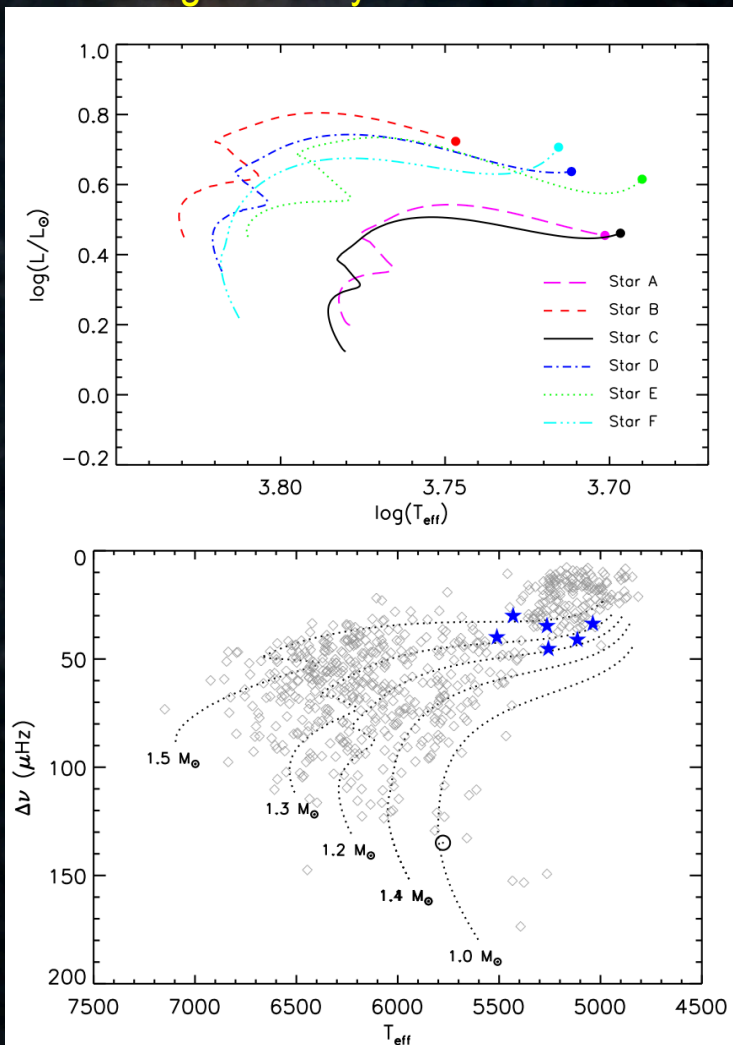 1.0
0.8
0.6
0.4
0.2
0.0
−0.2
log(L/L⊙)
Star A
Star B
Star C
Star D
Star E
Star F
3.80
3.75
3.70
log(T_eff)
0
50
100
150
200
Δν (μHz)
1.5 M⊙
1.3 M⊙
1.2 M⊙
1.4 M⊙
1.0 M⊙
7500
7000
6500
6000
5500
5000
4500
T_eff